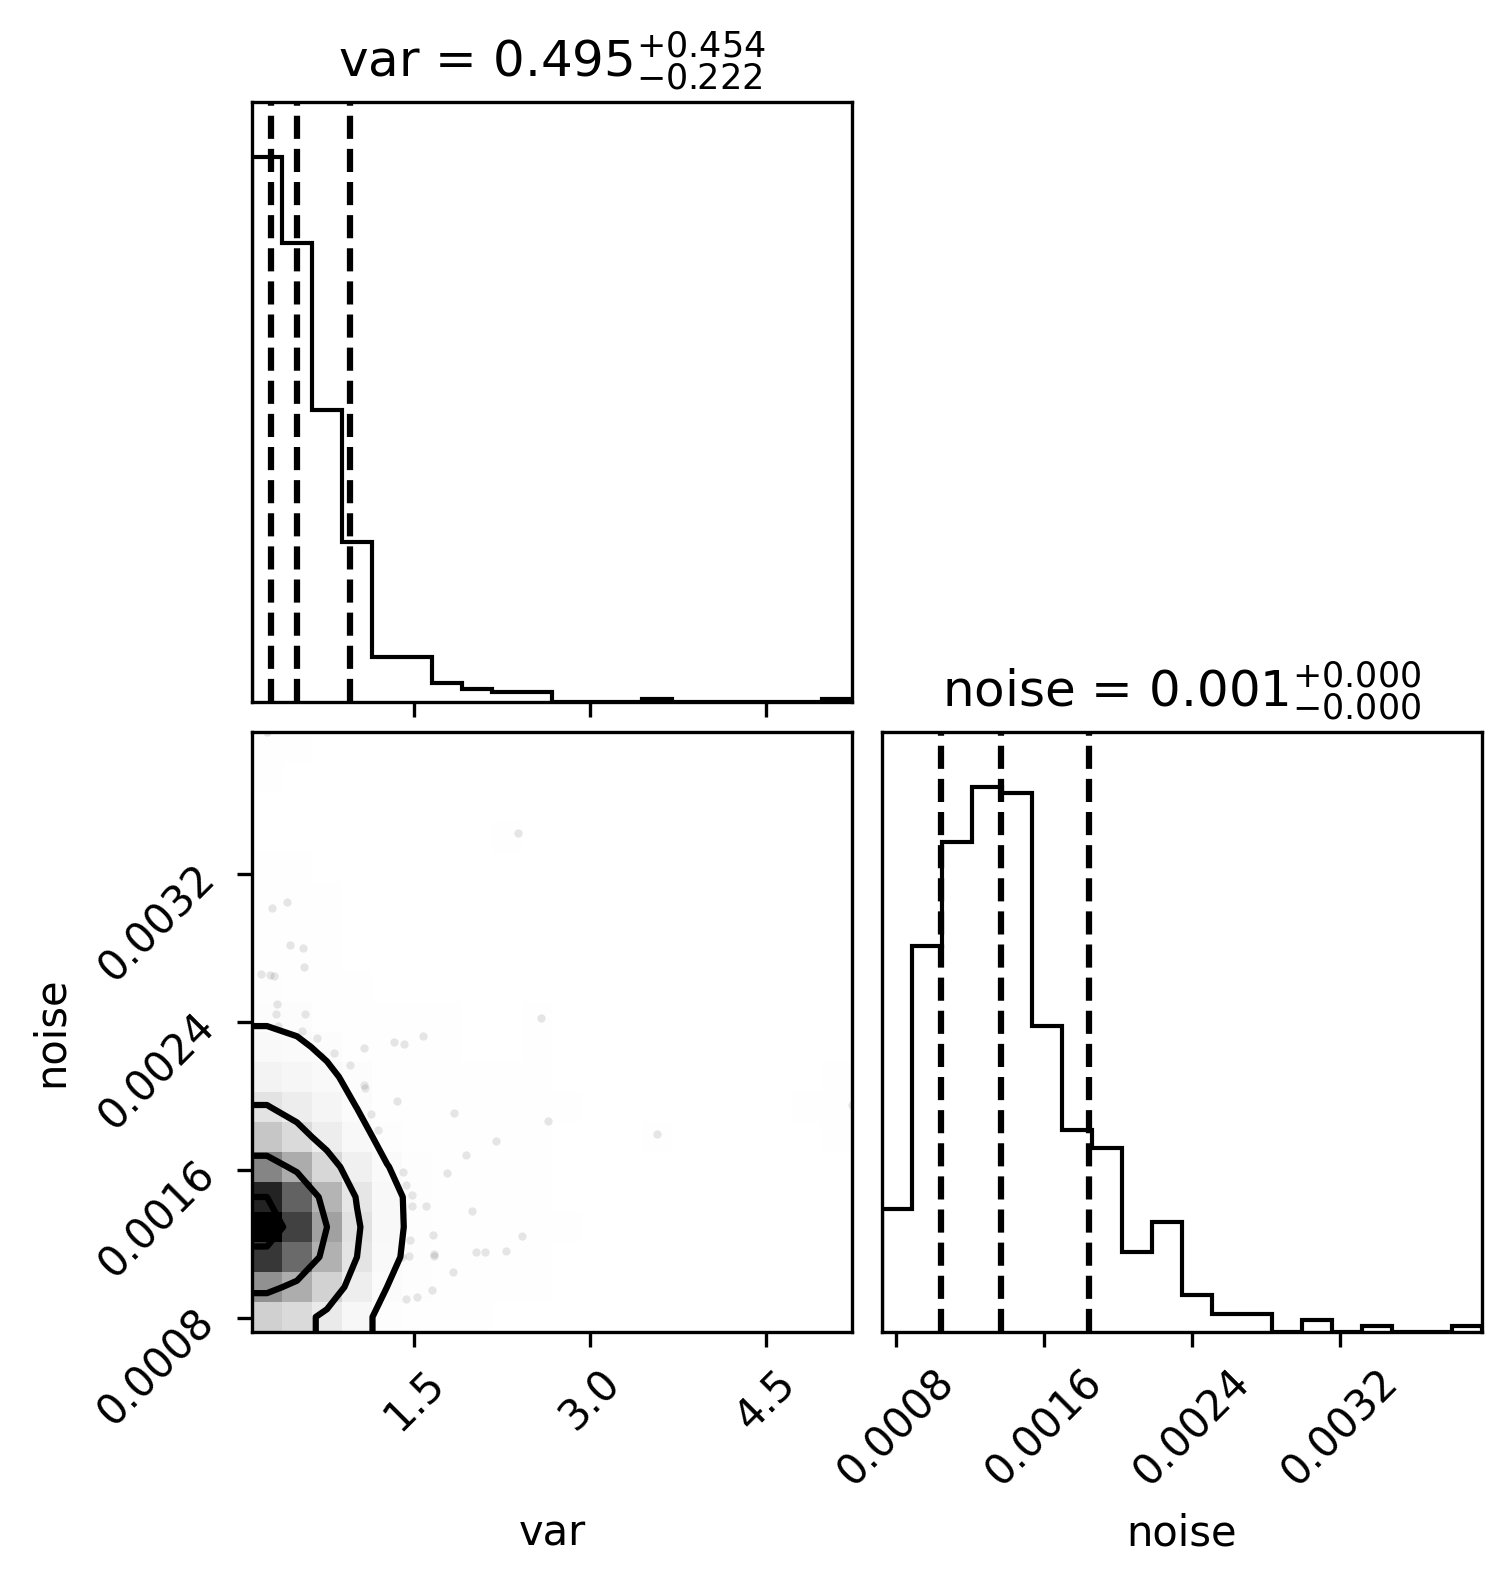 var = 0.495 +0.454 −0.222
noise = 0.001 +0.000 −0.000
noise
0.0032
0.0024
0.0016
0.0008
1.5 3.0 4.5
0.0008 0.0016 0.0024 0.0032
var
noise